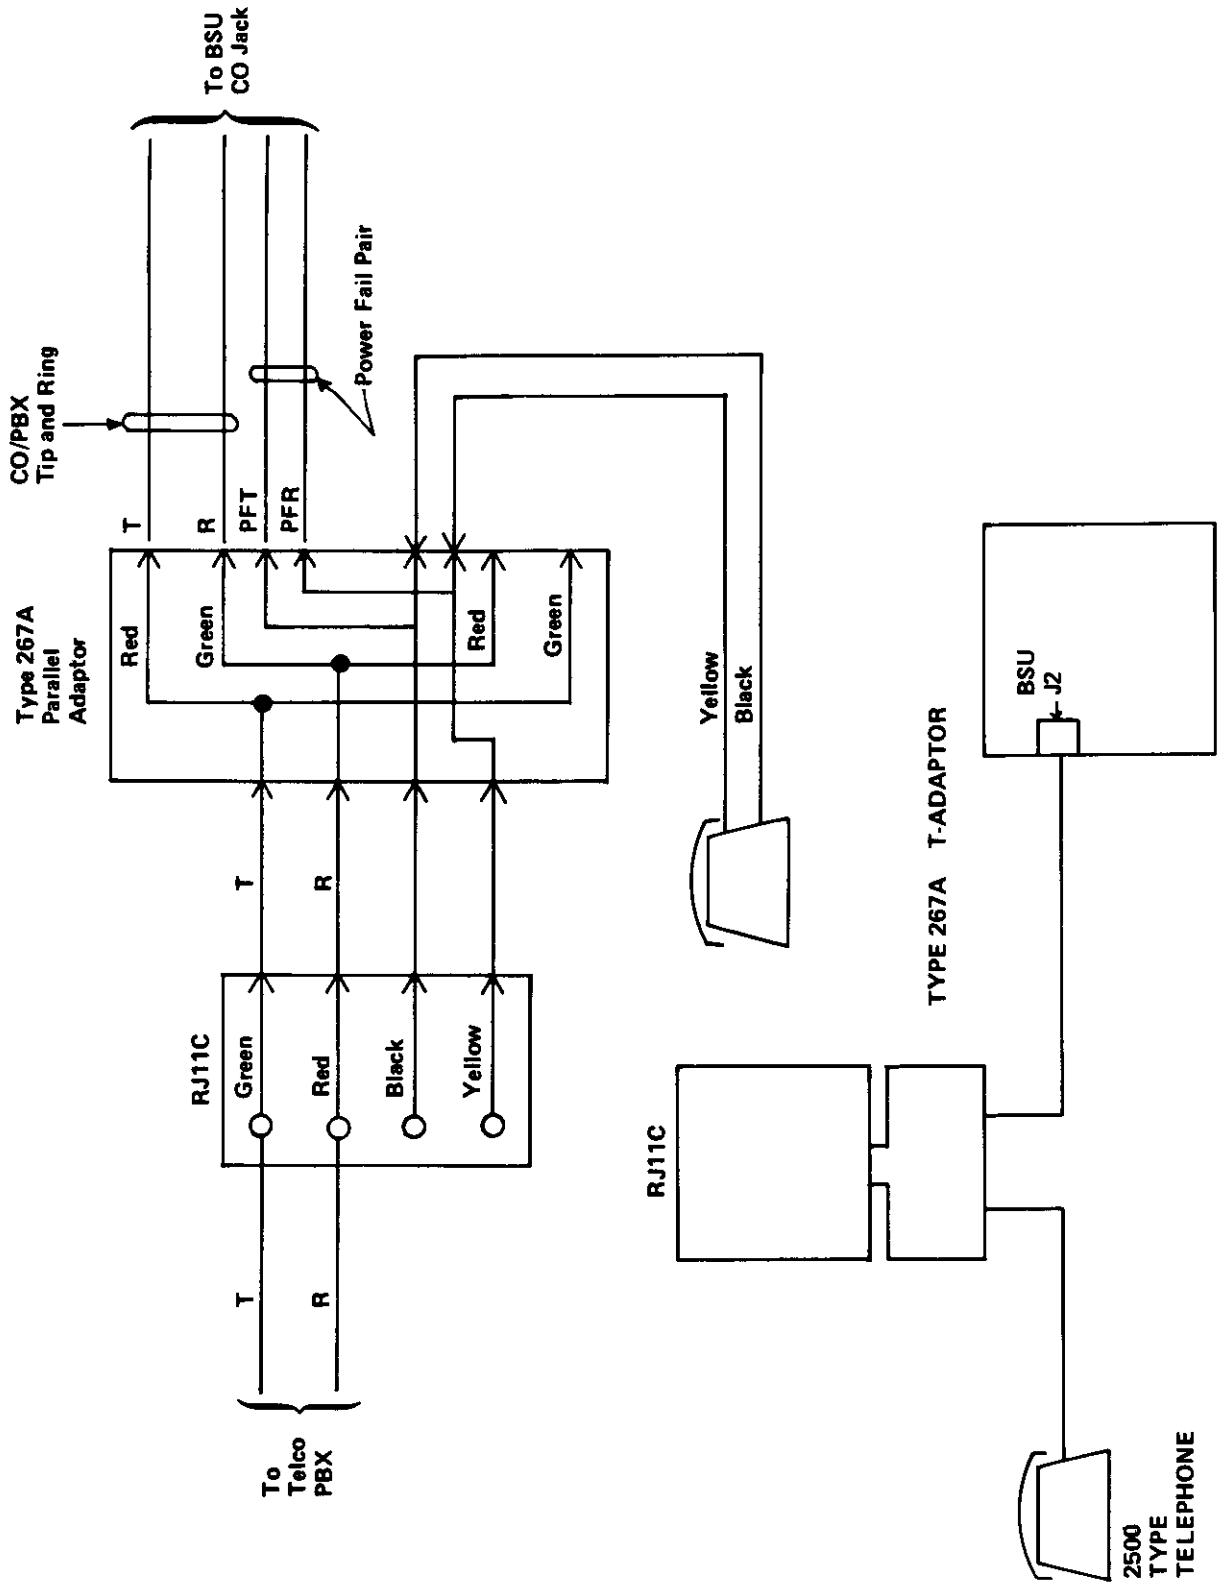 CO/PBX
Tip and Ring
To BSU
CO Jack
Type 267A
Parallel
Adaptor
T
R
PFT
PFR
Power Fail Pair
Red
Green
Red
Green
RJ11C
T
R
Green
Red
Black
Yellow
T
R
To
Telco
PBX
Yellow
Black
RJ11C
TYPE 267A T-ADAPTOR
BSU
J2
2500
TYPE
TELEPHONE